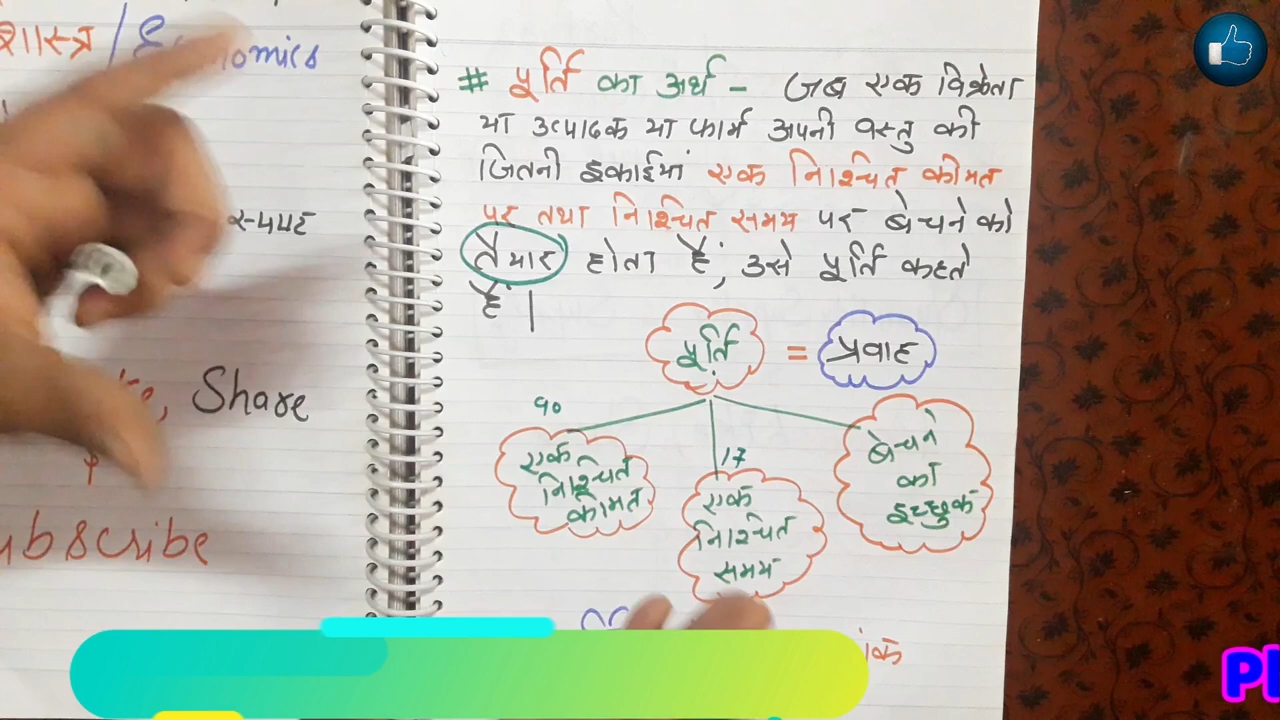 शास्त्र / Economics
Share
Subscribe
# पूर्ति का अर्थ - जब एक विक्रेता
या उत्पादक या फार्म अपनी वस्तु की
जितनी इकाईयां एक निश्चित कीमत
पर तथा निश्चित समय पर बेचने को
तैयार होता है, उसे पूर्ति कहते
हैं।
पूर्ति = प्रवाह
90
एक
निश्चित
कीमत
17
एक
निश्चित
समय
बेचने
का
इच्छुक